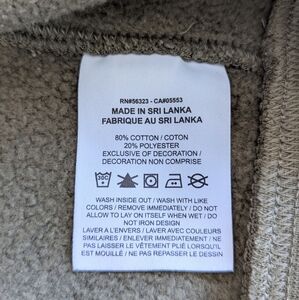 RN#56323 - CA#05553
MADE IN SRI LANKA
FABRIQUE AU SRI LANKA
80% COTTON / COTON
20% POLYESTER
EXCLUSIVE OF DECORATION /
DECORATION NON COMPRISE
WASH INSIDE OUT / WASH WITH LIKE
COLORS / REMOVE IMMEDIATELY / DO NOT
ALLOW TO LAY ON ITSELF WHEN WET / DO
NOT IRON DESIGN
LAVER A L'ENVERS / LAVER AVEC COULEURS
SIMILAIRES / ENLEVER IMMEDIATEMENT / NE
PAS LAISSER LE VÊTEMENT PLIÉ LORSQU'IL
EST MOUILLÉ / NE PAS REPASSER LE DESSIN